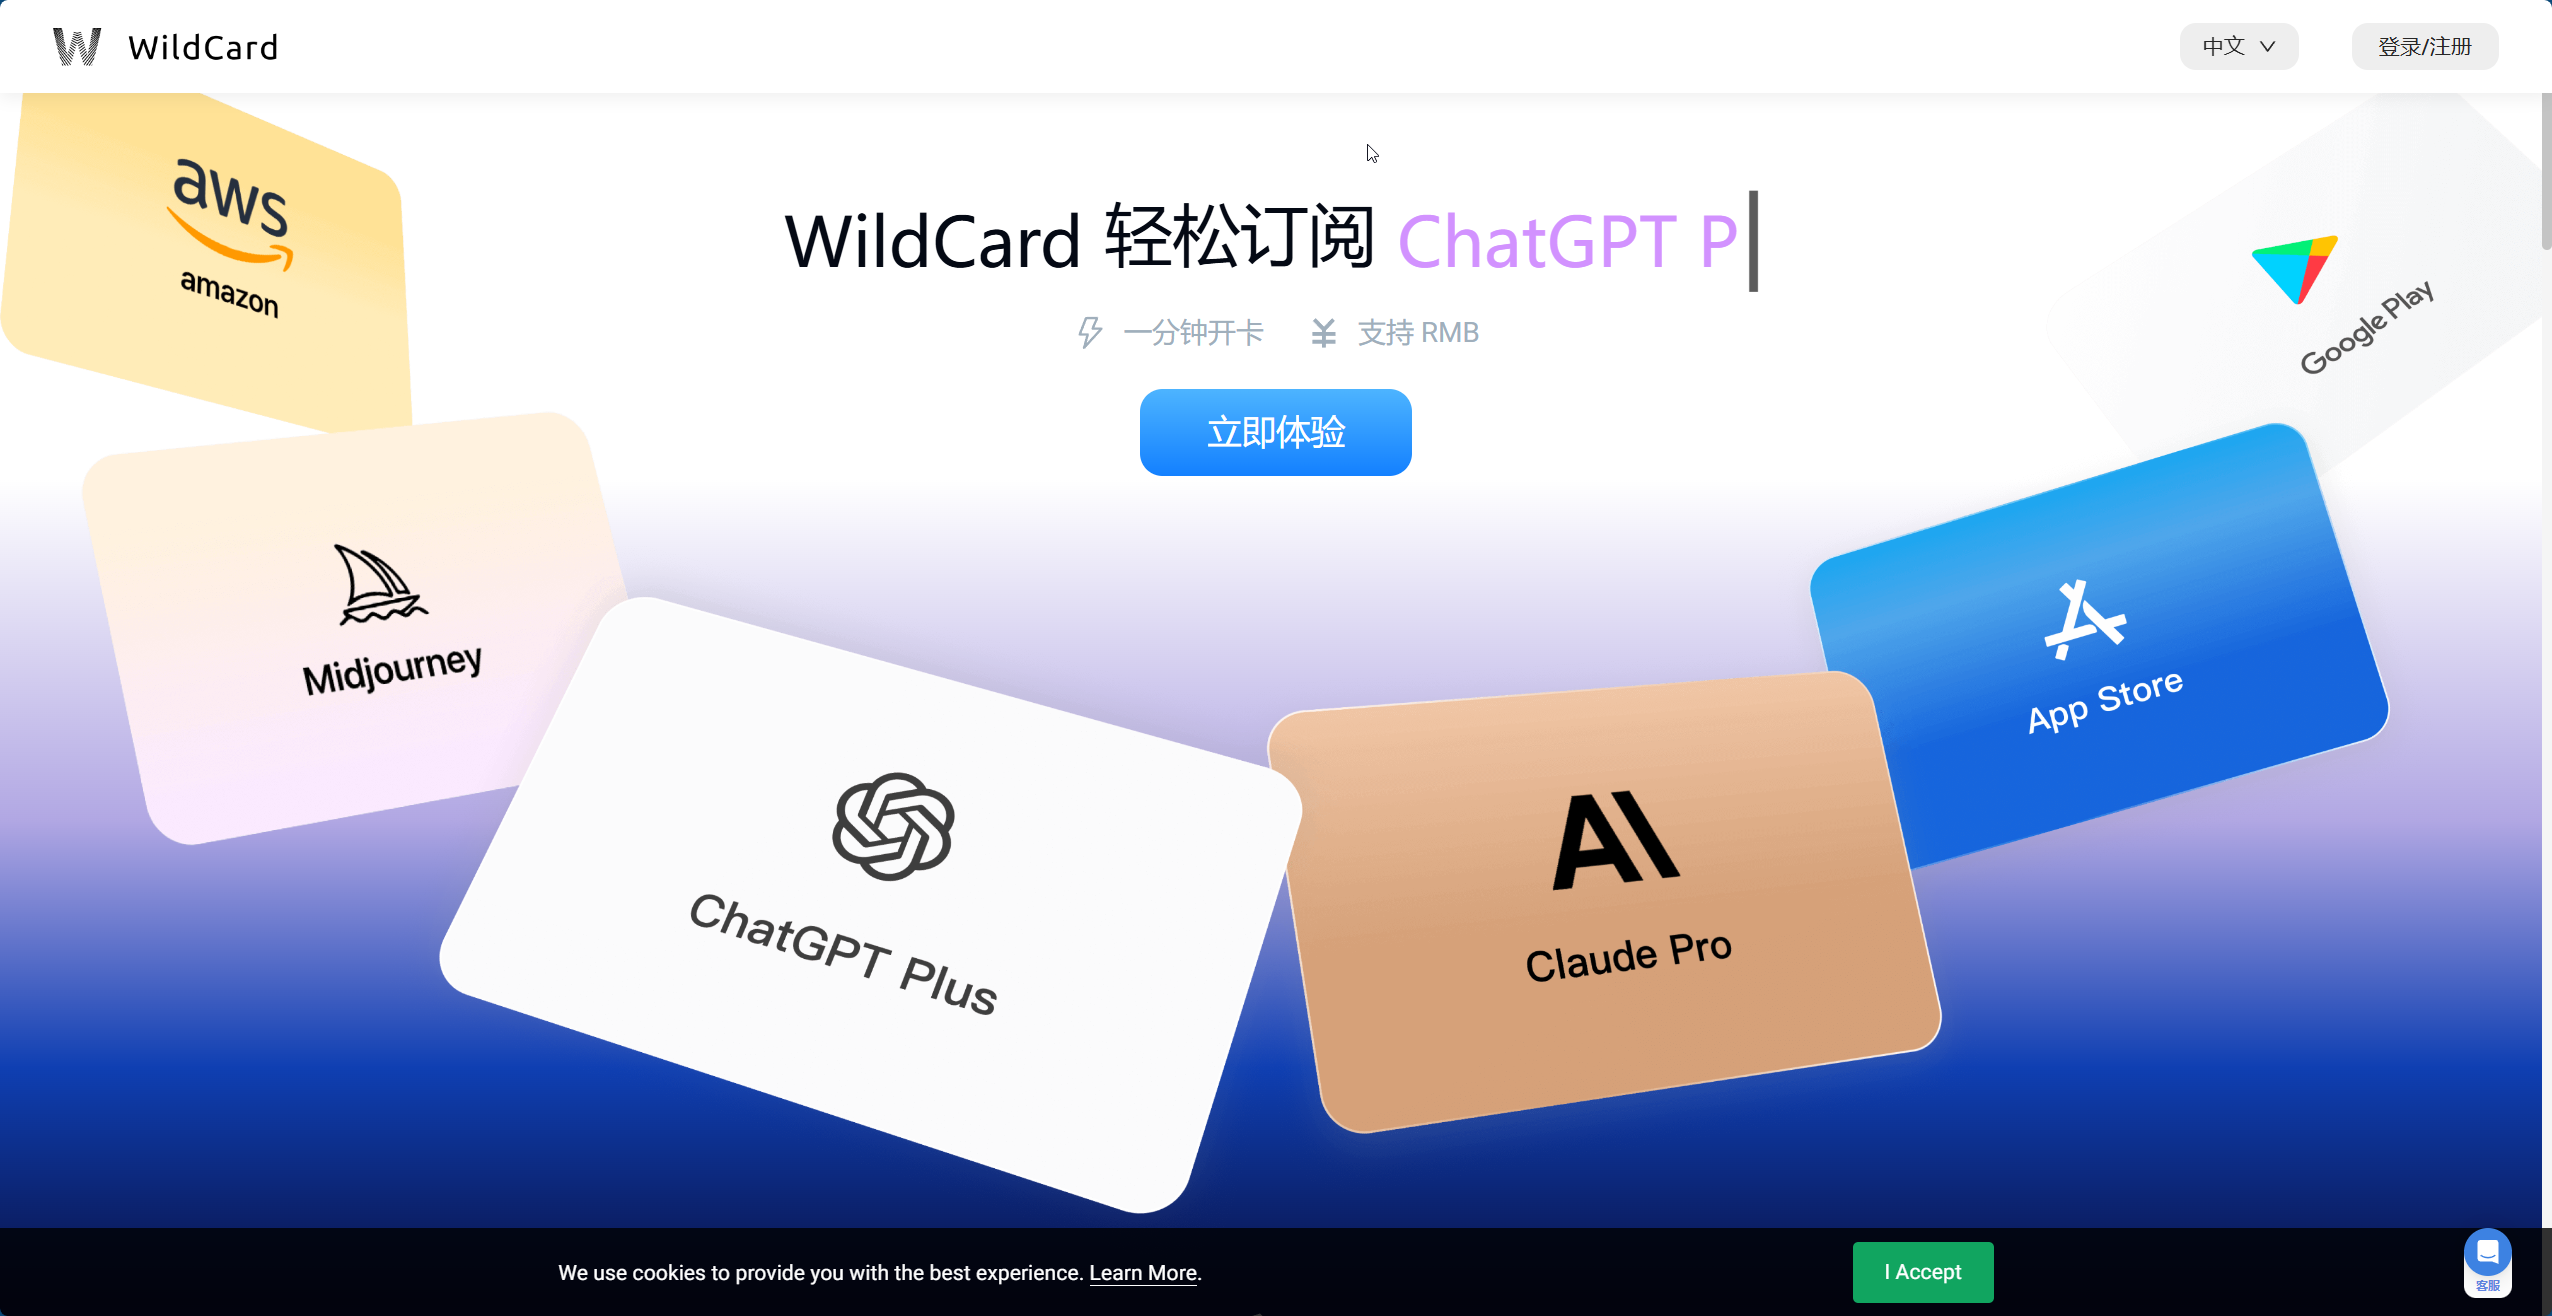 WildCard
中文
登录/注册
aws
amazon
WildCard 轻松订阅 ChatGPT P
一分钟开卡
支持 RMB
立即体验
Google Play
Midjourney
App Store
ChatGPT Plus
Claude Pro
We use cookies to provide you with the best experience. Learn More.
I Accept
客服